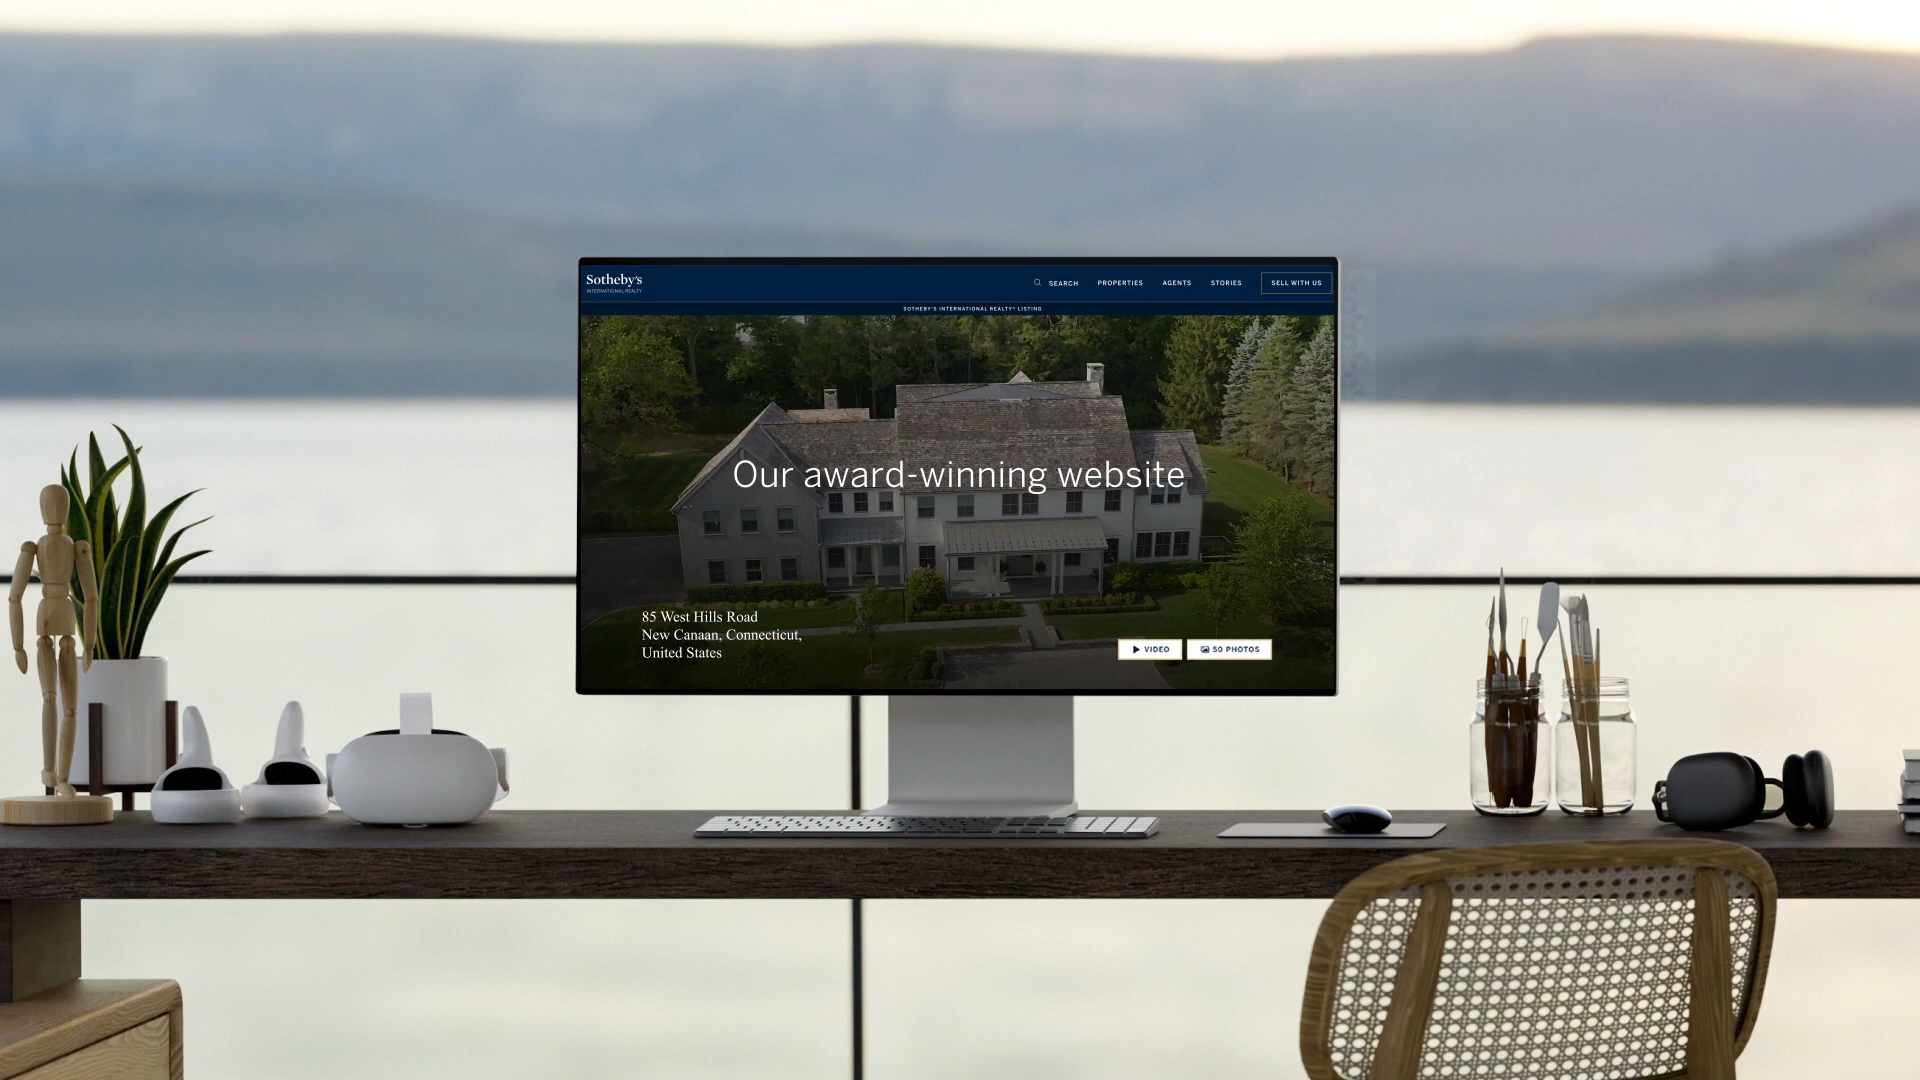 Sotheby's
INTERNATIONAL REALTY
SEARCH
PROPERTIES
AGENTS
STORIES
SELL WITH US
SOTHEBY'S INTERNATIONAL REALTY® LISTING
Our award-winning website
85 West Hills Road
New Canaan, Connecticut,
United States
VIDEO
50 PHOTOS